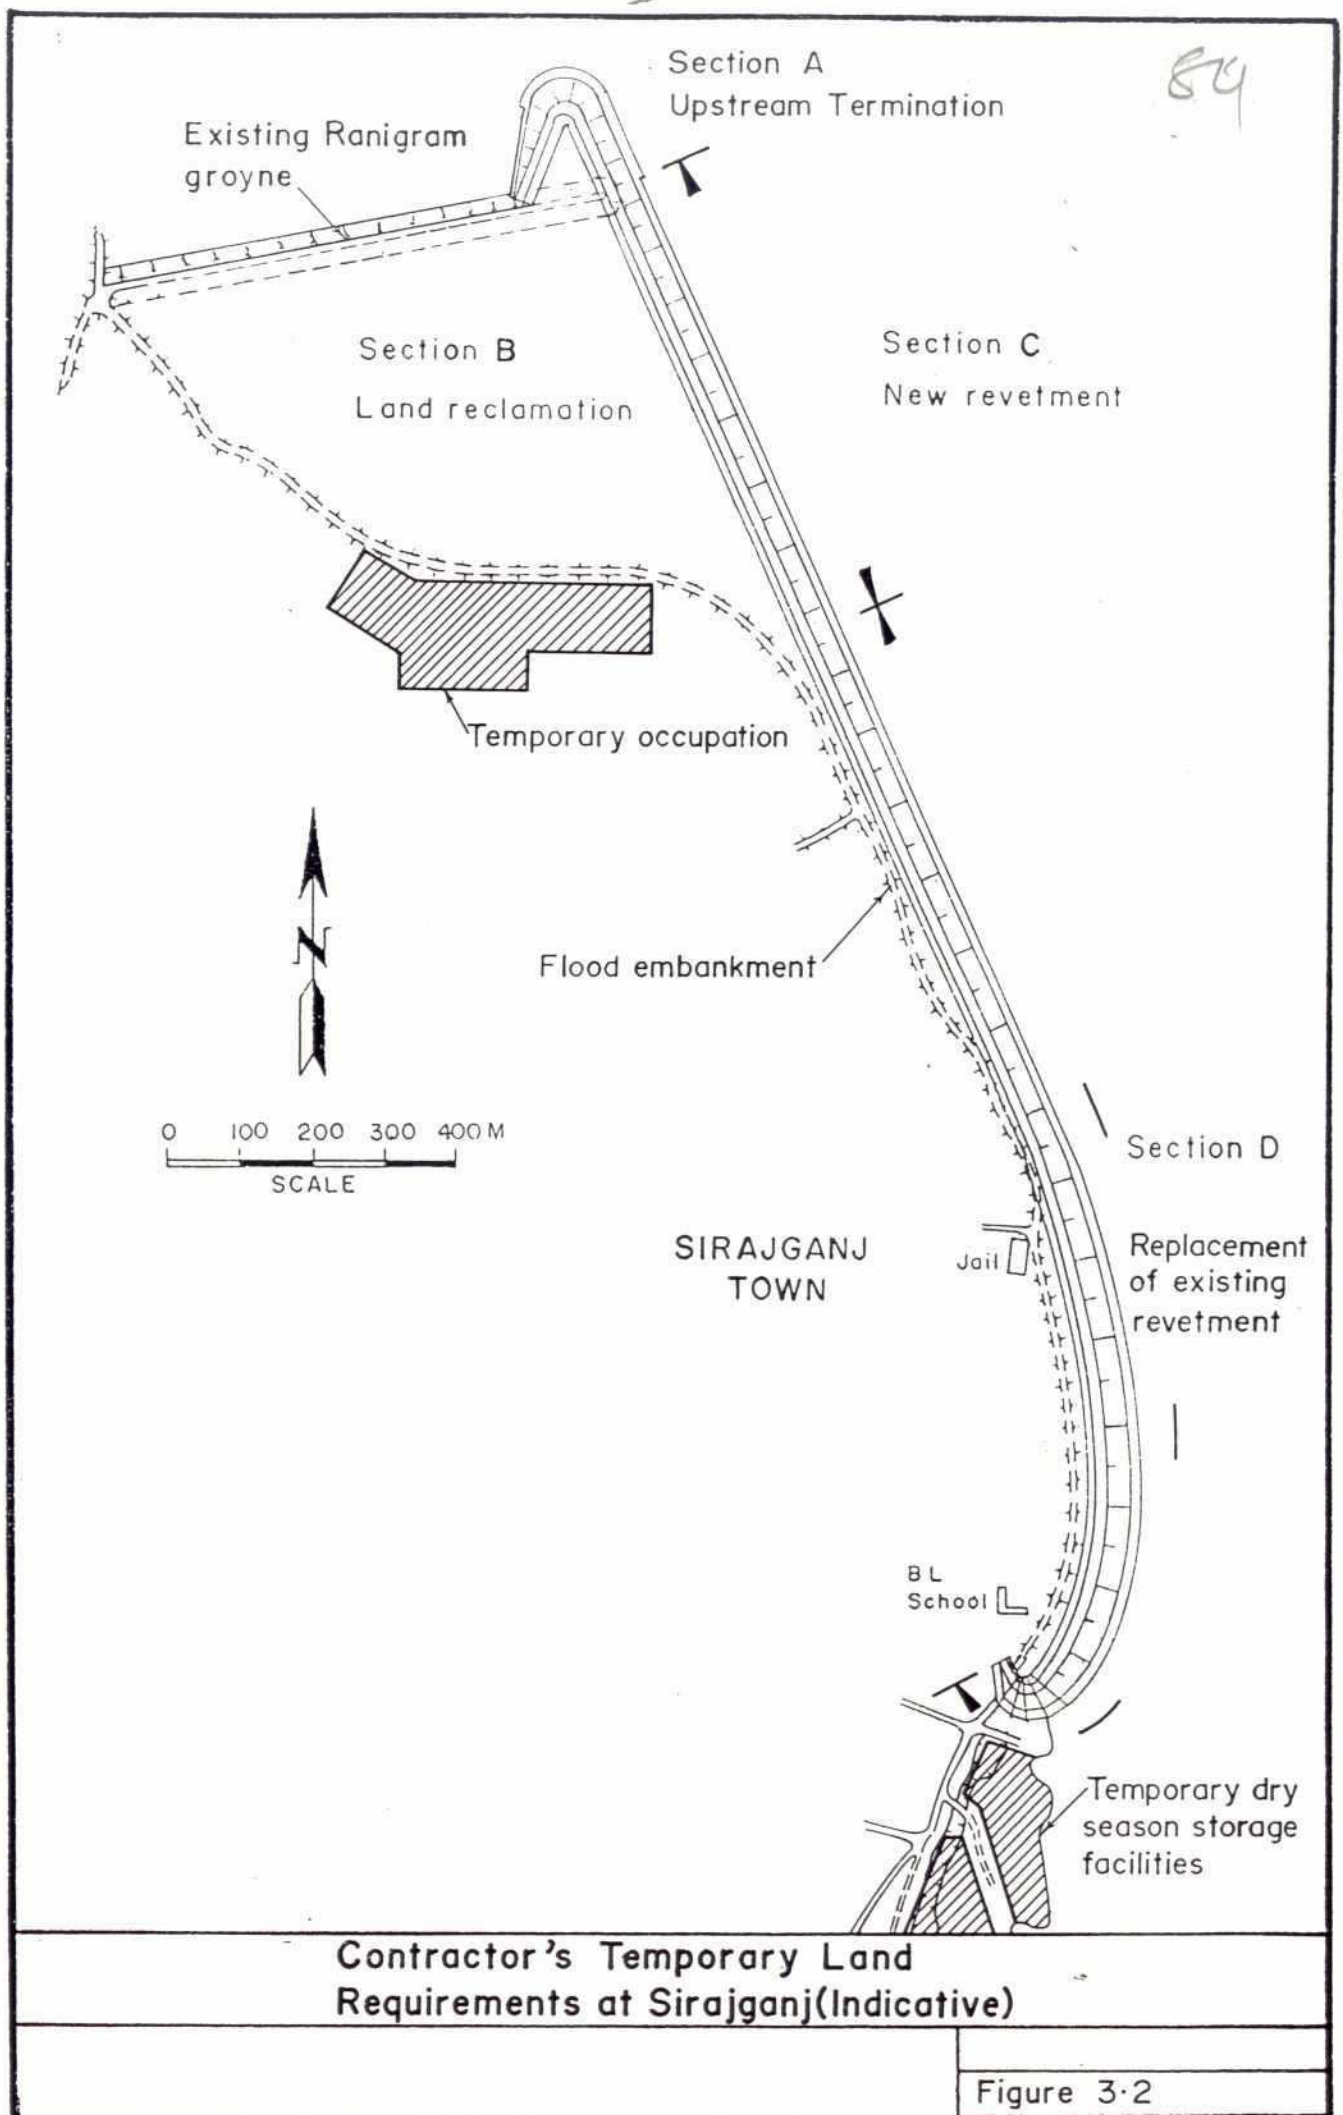 84
Section A
Upstream Termination
Existing Ranigram
groyne
Section B
Land reclamation
Section C
New revetment
Temporary occupation
N
Flood embankment
0 100 200 300 400 M
SCALE
Section D
Replacement
of existing
revetment
SIRAJGANJ
TOWN
Jail
BL
School
Temporary dry
season storage
facilities
Contractor's Temporary Land
Requirements at Sirajganj(Indicative)
Figure 3·2